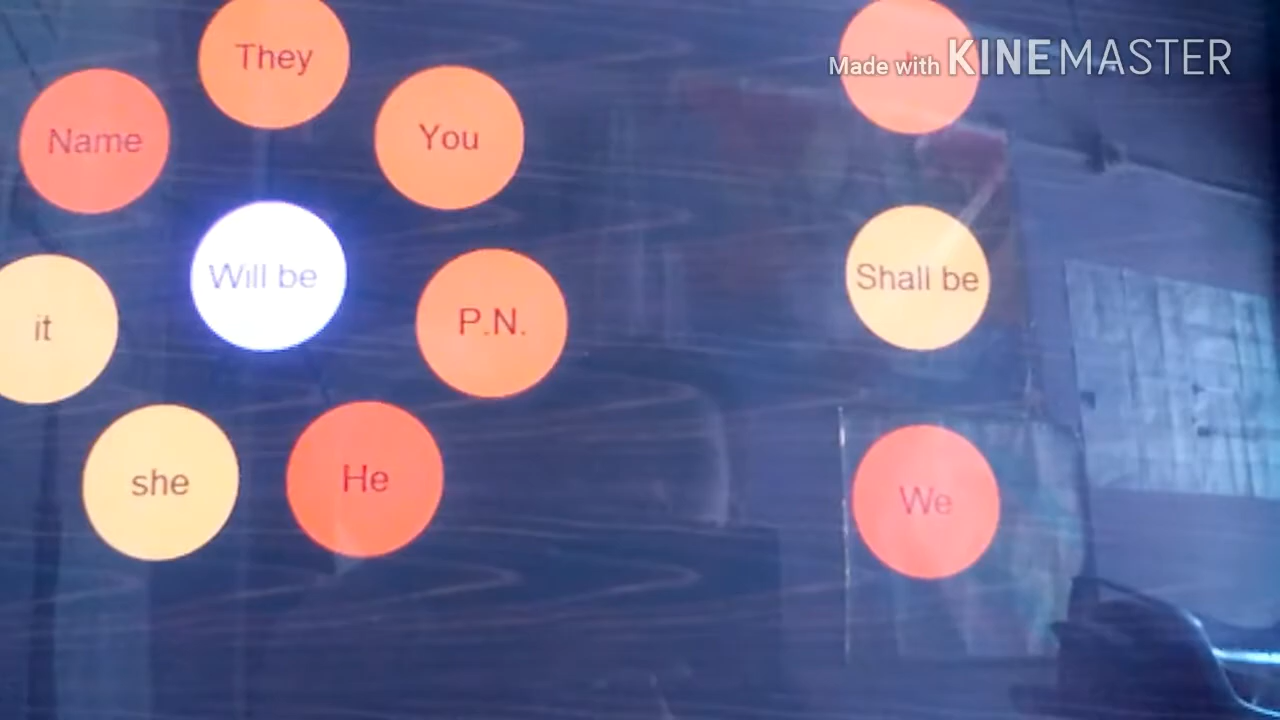 They
Made with KINEMASTER
Name
You
Will be
Shall be
it
P.N.
she
He
We